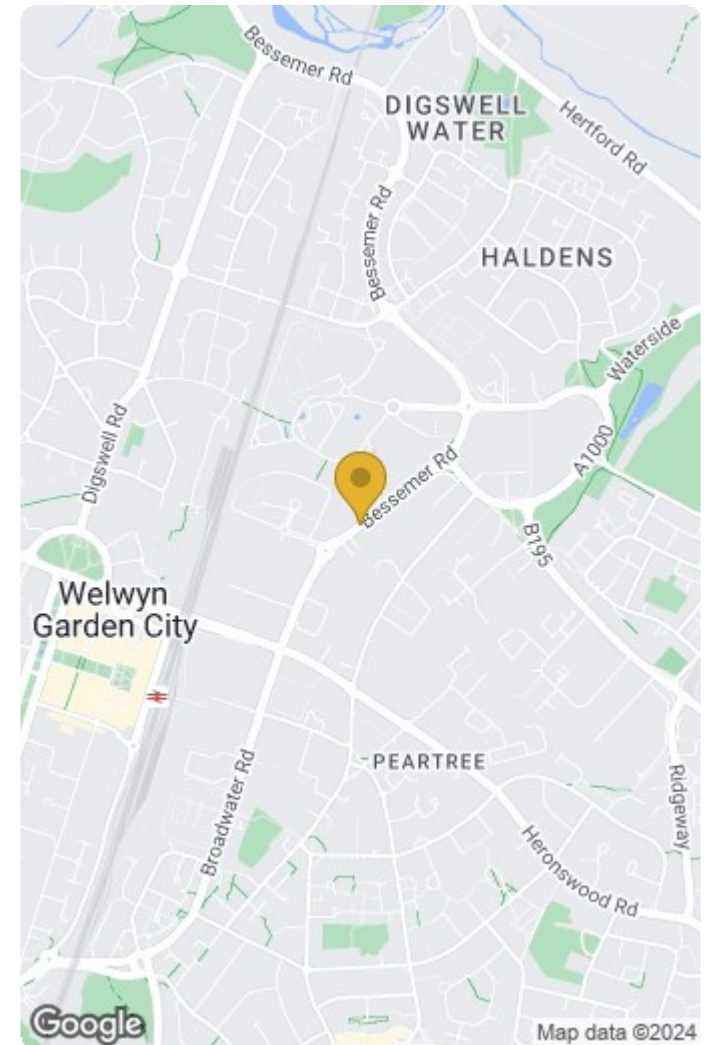 Bessemer Rd
DIGSWELL
WATER
Hertford Rd
Bessemer Rd
HALDENS
Waterside
Digswell Rd
A1000
Bessemer Rd
B195
Welwyn
Garden City
PEARTREE
Broadwater Rd
Ridgeway
Heronswood Rd
Google
Map data ©2024